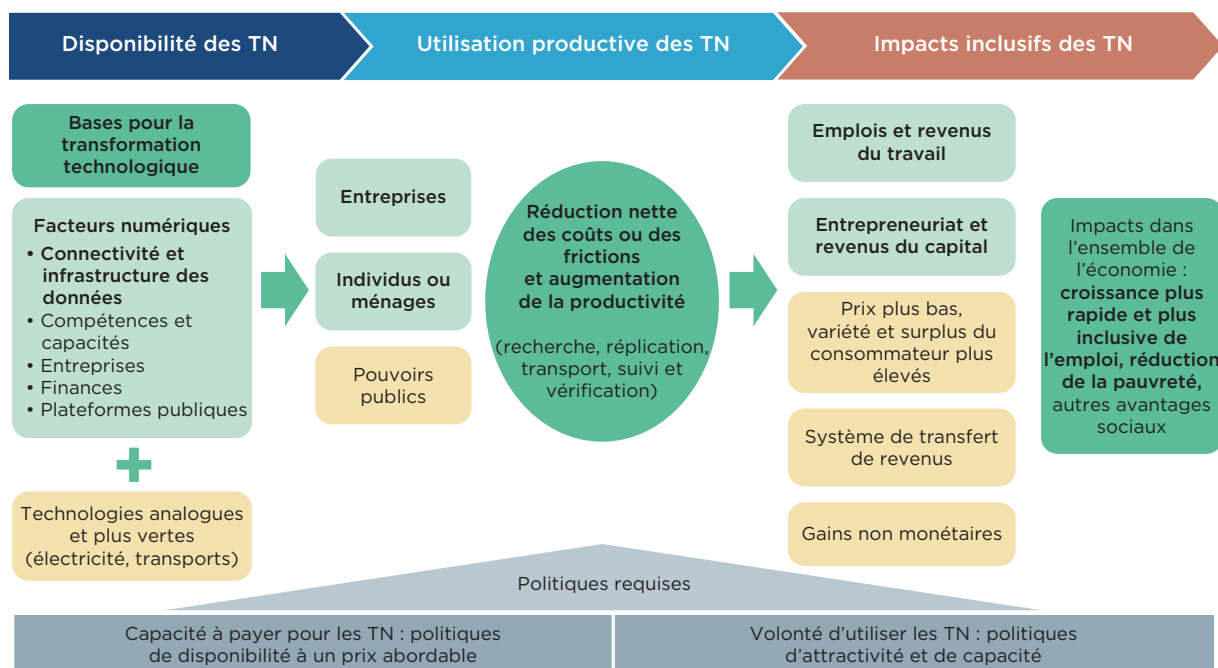 Disponibilité des TN
Utilisation productive des TN
Impacts inclusifs des TN
Bases pour la
transformation
technologique
Facteurs numériques
• Connectivité et
infrastructure des
données
• Compétences et
capacités
• Entreprises
• Finances
• Plateformes publiques
Technologies analogues
et plus vertes
(électricité, transports)
Entreprises
Individus ou
ménages
Pouvoirs
publics
Réduction nette
des coûts ou des
frictions
et augmentation
de la productivité
(recherche, réplication,
transport, suivi et
vérification)
Emplois et revenus
du travail
Entrepreneuriat et
revenus du capital
Prix plus bas,
variété et surplus du
consommateur plus
élevés
Système de transfert
de revenus
Gains non monétaires
Impacts dans
l’ensemble de
l’économie :
croissance plus
rapide et plus
inclusive de
l’emploi, réduction
de la pauvreté,
autres avantages
sociaux
Politiques requises
Capacité à payer pour les TN : politiques
de disponibilité à un prix abordable
Volonté d’utiliser les TN : politiques
d’attractivité et de capacité